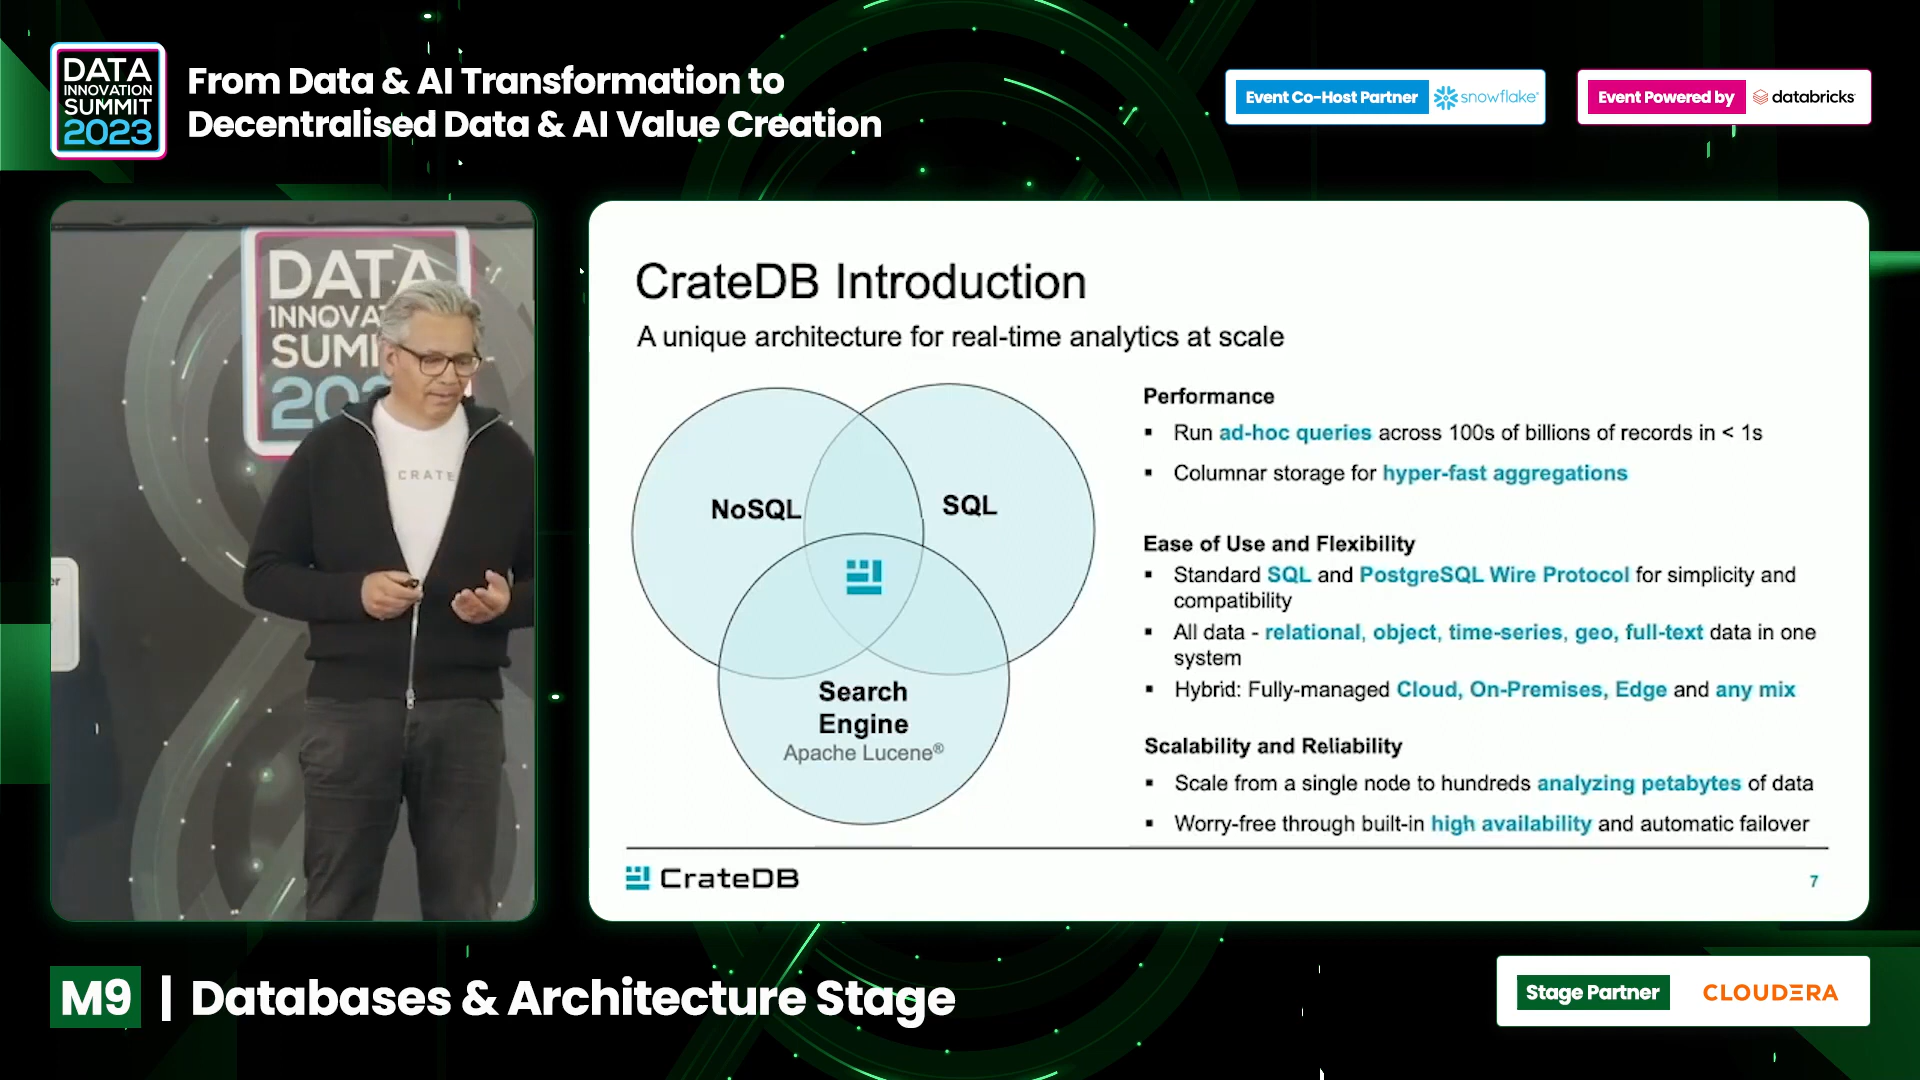 DATA
INNOVATION
SUMMIT
2023
From Data & AI Transformation to
Decentralised Data & AI Value Creation
Event Co-Host Partner
snowflake®
Event Powered by
databricks
DATA
INNOVA
SUMM
202
CRATE
er
CrateDB Introduction
A unique architecture for real-time analytics at scale
NoSQL
SQL
Search
Engine
Apache Lucene®
Performance
▪ Run ad-hoc queries across 100s of billions of records in < 1s
▪ Columnar storage for hyper-fast aggregations
Ease of Use and Flexibility
▪ Standard SQL and PostgreSQL Wire Protocol for simplicity and
compatibility
▪ All data - relational, object, time-series, geo, full-text data in one
system
▪ Hybrid: Fully-managed Cloud, On-Premises, Edge and any mix
Scalability and Reliability
▪ Scale from a single node to hundreds analyzing petabytes of data
▪ Worry-free through built-in high availability and automatic failover
CrateDB
7
M9 | Databases & Architecture Stage
Stage Partner
CLOUDERA